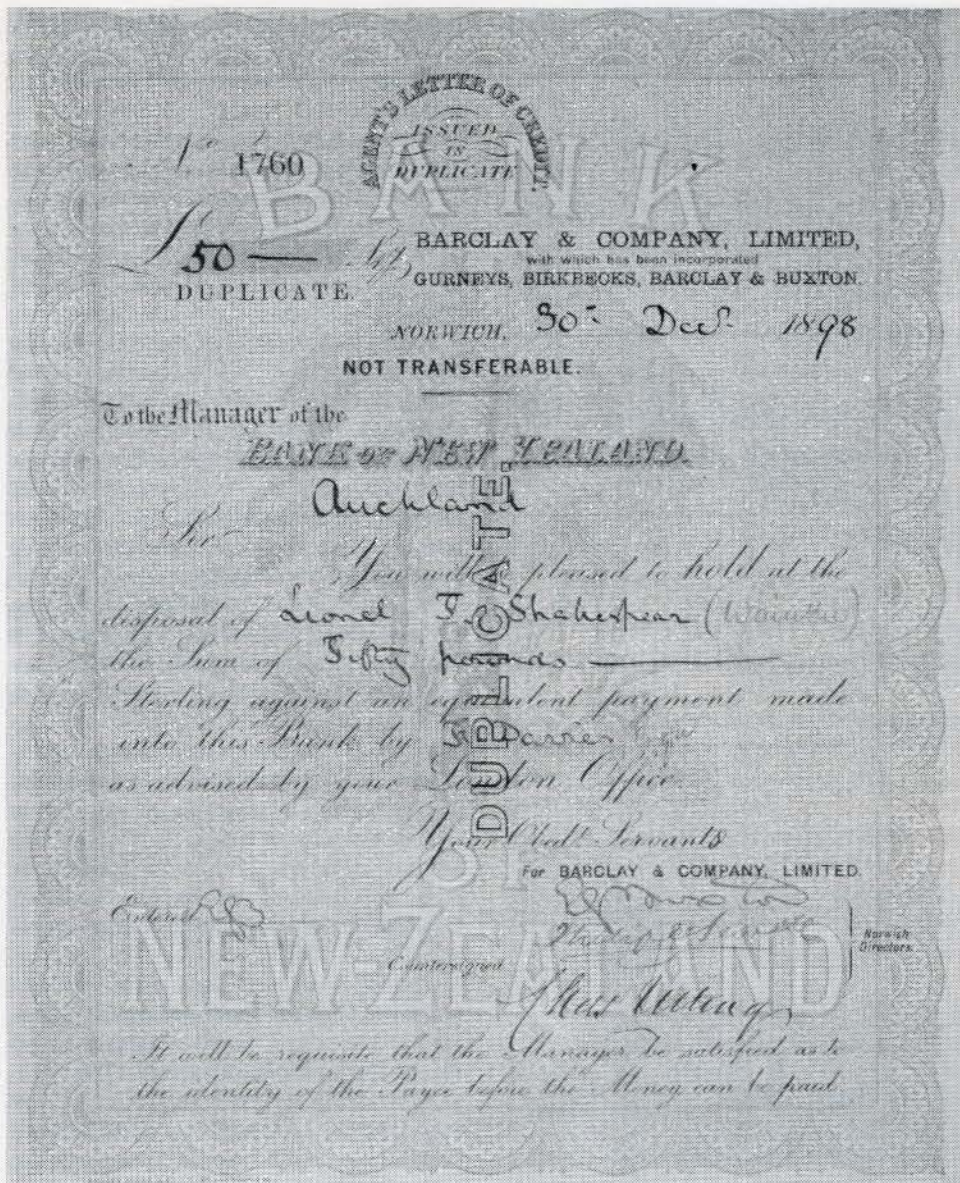 AGENT'S LETTER OF CREDIT.
ISSUED
IN
DUPLICATE
No 1760
BANK
£50 — Stg
DUPLICATE.
BARCLAY & COMPANY, LIMITED,
with which has been incorporated
GURNEYS, BIRKBECKS, BARCLAY & BUXTON.
NORWICH, 30th Decr 1898
NOT TRANSFERABLE.
To the Manager of the
BANK OF NEW ZEALAND.
Auckland
Sir
You will be pleased to hold at the
disposal of Lionel F. Shakespear
the Sum of Fifty pounds —
Sterling against an equivalent payment made
into this Bank by
as advised by your London Office.
Your Obedt. Servants
For BARCLAY & COMPANY, LIMITED.
Entered
Norwich
Directors.
Countersigned
DUPLICATE.
OF
NEW-ZEALAND
It will be requisite that the Manager be satisfied as to
the identity of the Payee before the Money can be paid.